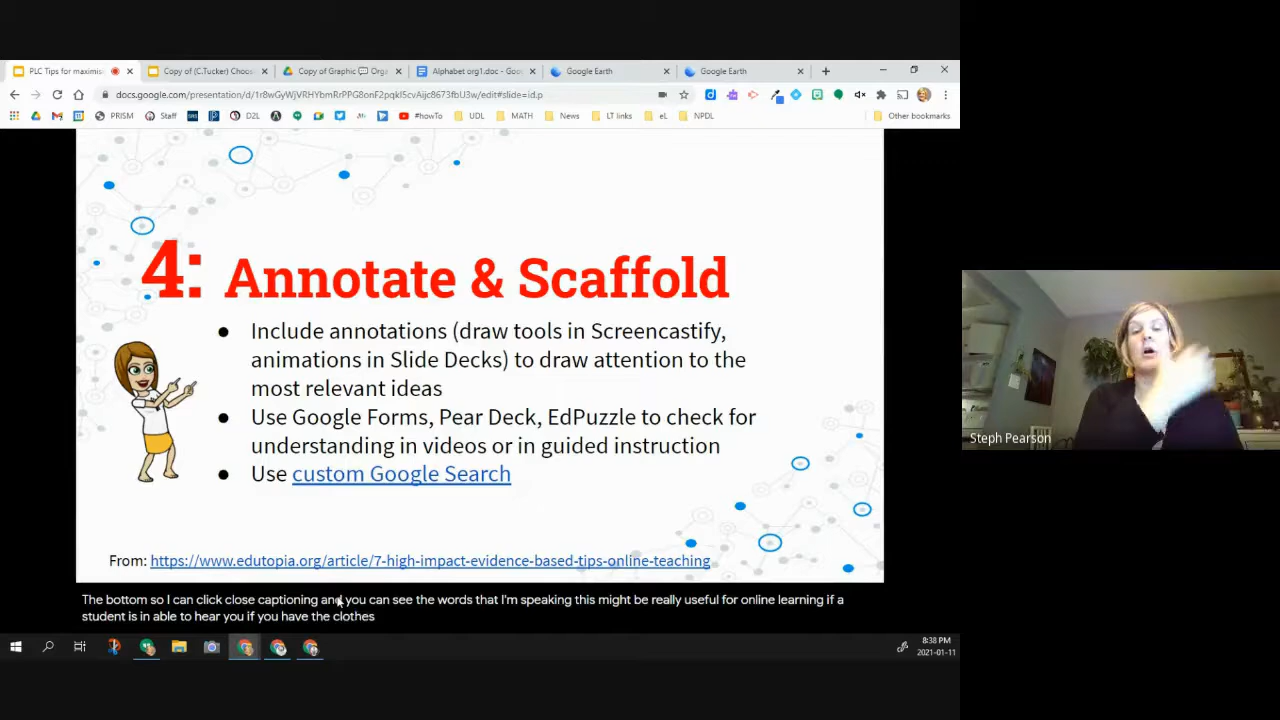 PLC Tips for maximis
Copy of (C.Tucker) Choos
Copy of Graphic Orga
Alphabet org1.doc - Goo
Google Earth
Google Earth
docs.google.com/presentation/d/
PRISM
Staff
D2L
#howTo
UDL
MATH
News
LT links
eL
NPDL
Other bookmarks
4: Annotate & Scaffold
● Include annotations (draw tools in Screencastify,
animations in Slide Decks) to draw attention to the
most relevant ideas
● Use Google Forms, Pear Deck, EdPuzzle to check for
understanding in videos or in guided instruction
● Use custom Google Search
From: https://www.edutopia.org/article/7-high-impact-evidence-based-tips-online-teaching
The bottom so I can click close captioning and you can see the words that I'm speaking this might be really useful for online learning if a
student is in able to hear you if you have the clothes
Steph Pearson
8:38 PM
2021-01-11